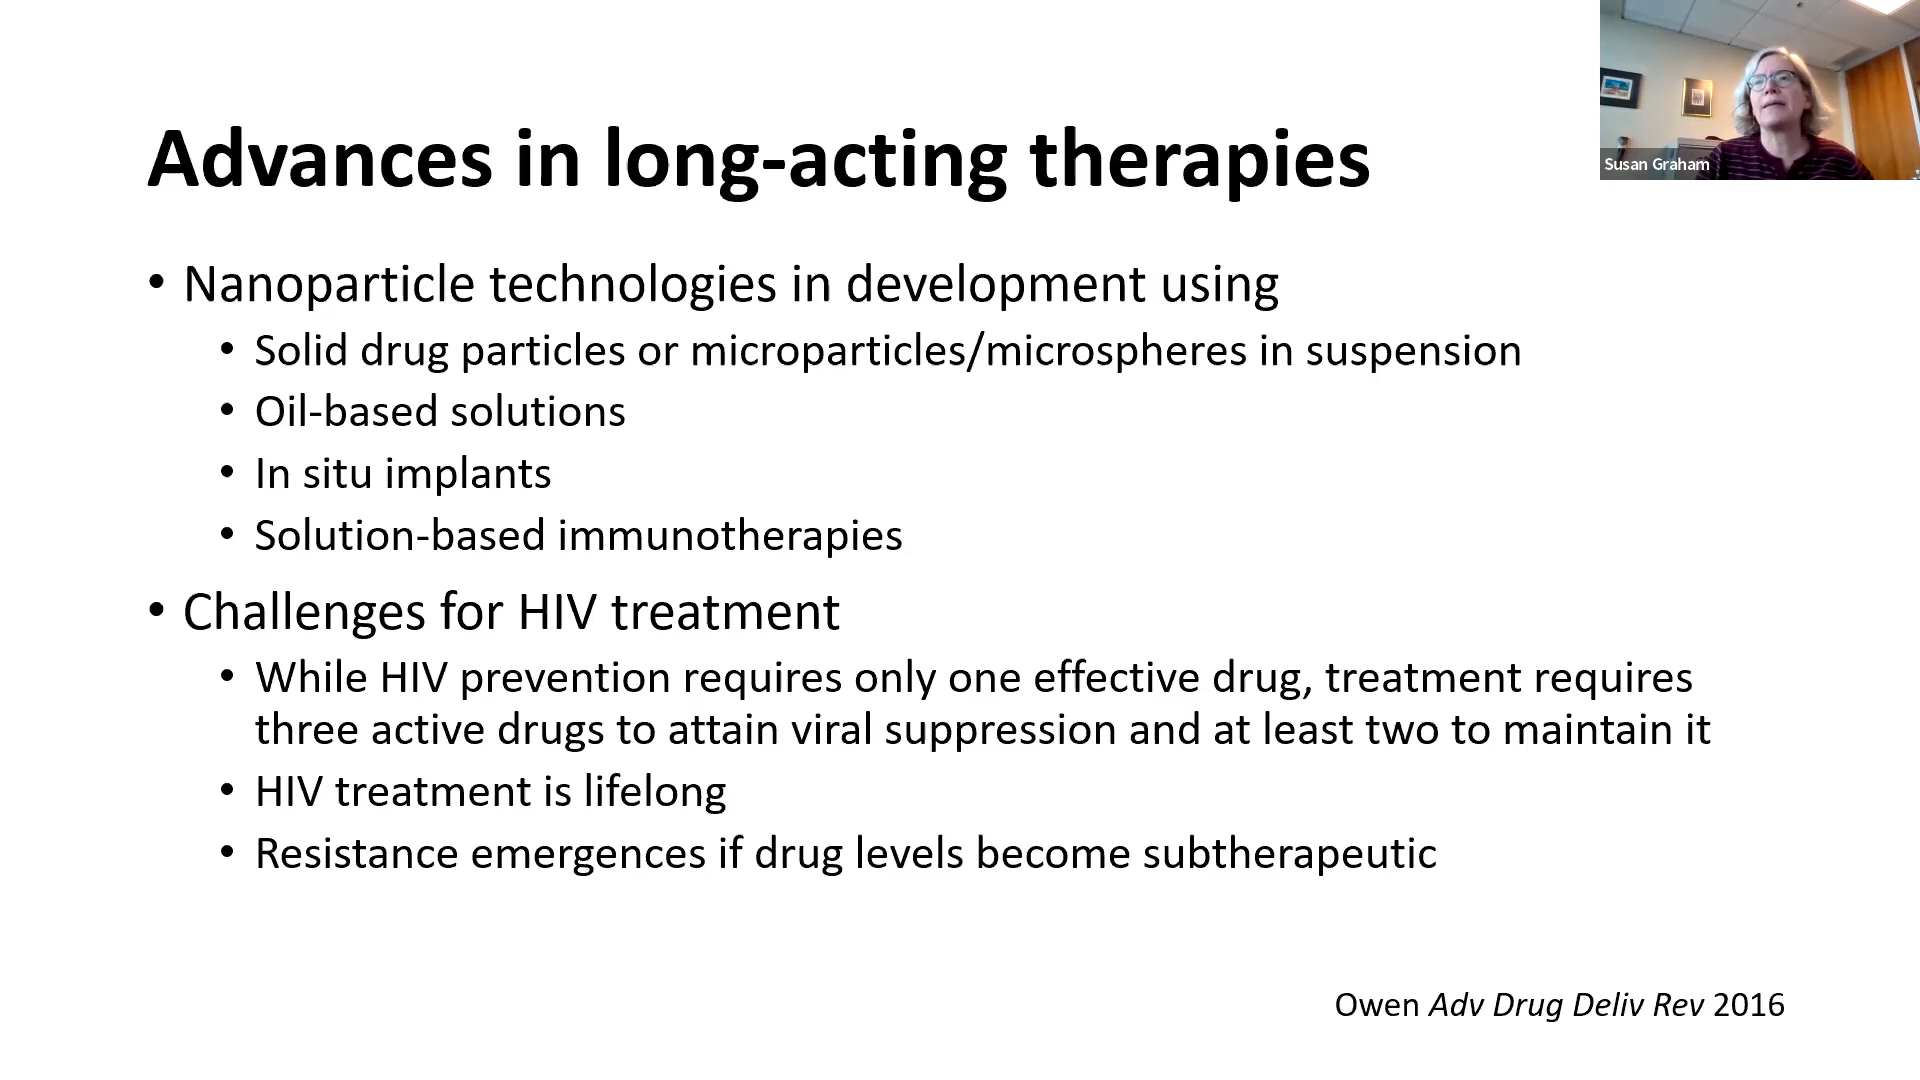 Susan Graham
Advances in long-acting therapies
• Nanoparticle technologies in development using
• Solid drug particles or microparticles/microspheres in suspension
• Oil-based solutions
• In situ implants
• Solution-based immunotherapies
• Challenges for HIV treatment
• While HIV prevention requires only one effective drug, treatment requires
three active drugs to attain viral suppression and at least two to maintain it
• HIV treatment is lifelong
• Resistance emergences if drug levels become subtherapeutic
Owen Adv Drug Deliv Rev 2016